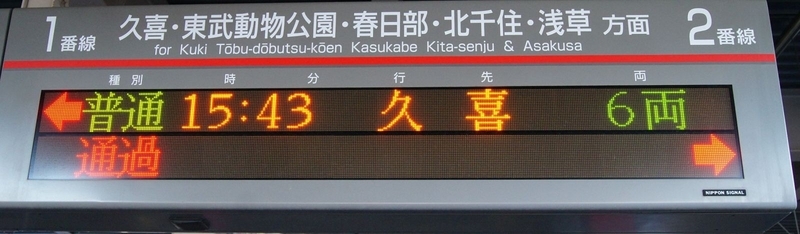 1番線 久喜・東武動物公園・春日部・北千住・浅草 方面 2番線
for Kuki Tōbu-dōbutsu-kōen Kasukabe Kita-senju & Asakusa
種別 時 分 行 先 両
←普通 15:43 久 喜 6両
通過 →
NIPPON SIGNAL